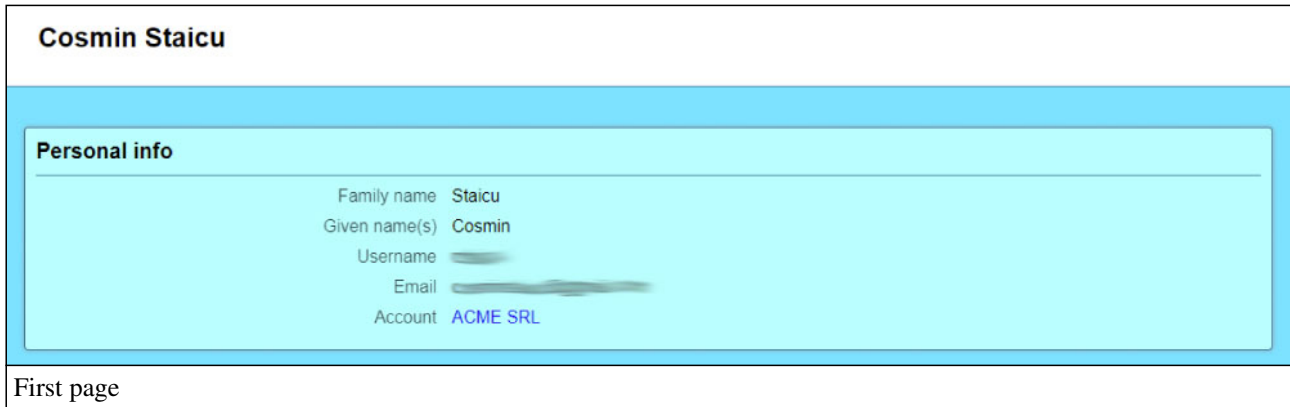 Cosmin Staicu
Personal info
Family name Staicu
Given name(s) Cosmin
Username
Email
Account ACME SRL
First page